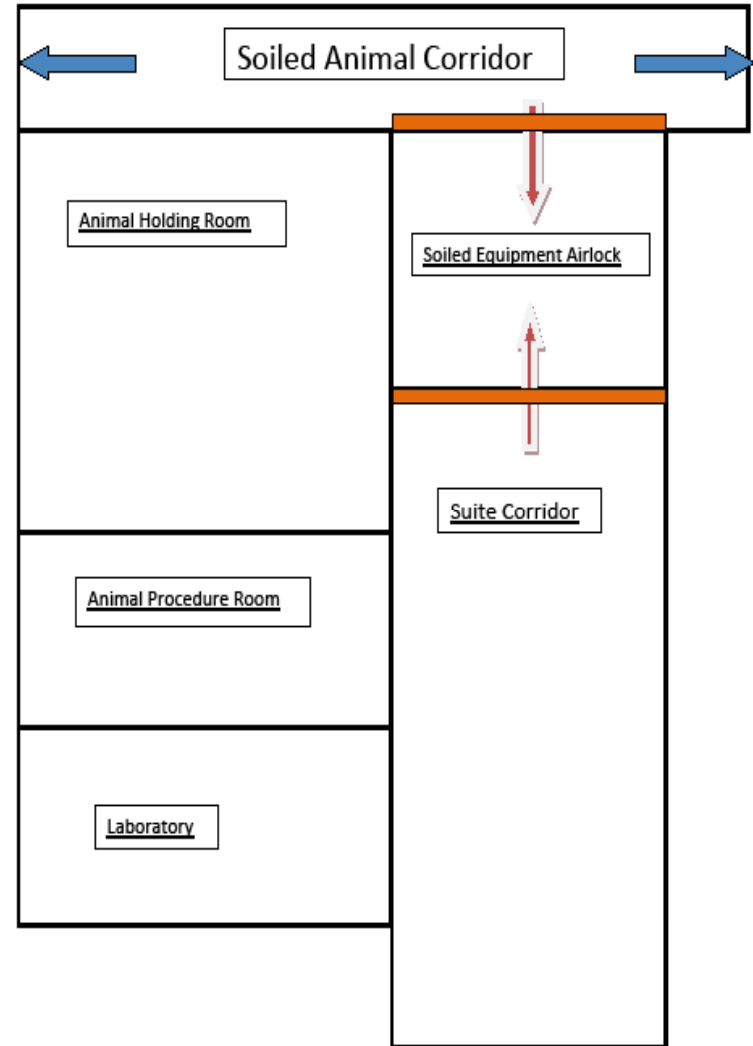 Soiled Animal Corridor
Animal Holding Room
Soiled Equipment Airlock
Suite Corridor
Animal Procedure Room
Laboratory